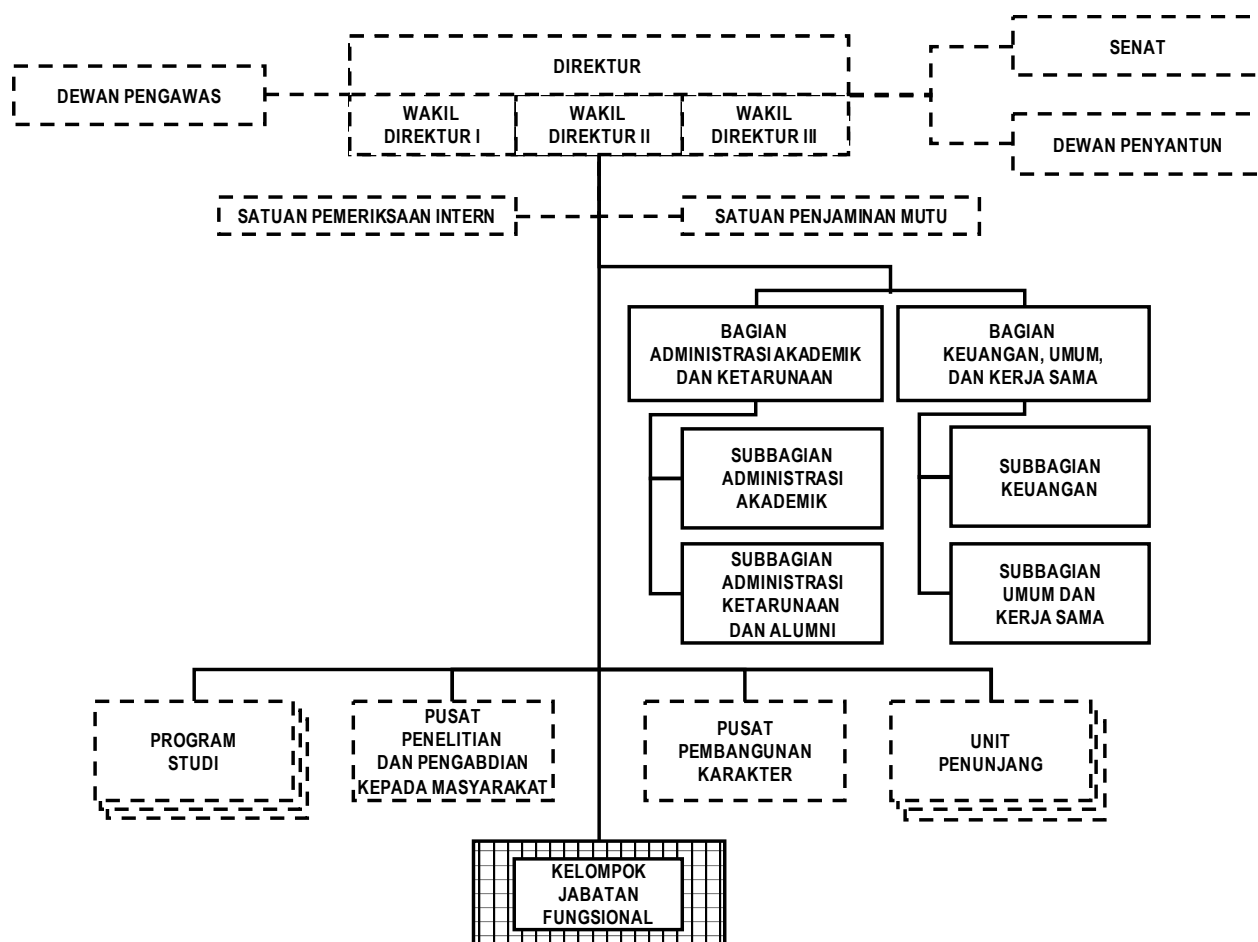 SENAT
DIREKTUR
DEWAN PENGAWAS
WAKIL
DIREKTUR I
WAKIL
DIREKTUR II
WAKIL
DIREKTUR III
DEWAN PENYANTUN
SATUAN PEMERIKSAAN INTERN
SATUAN PENJAMINAN MUTU
BAGIAN
ADMINISTRASI AKADEMIK
DAN KETARUNAAN
BAGIAN
KEUANGAN, UMUM,
DAN KERJA SAMA
SUBBAGIAN
ADMINISTRASI
AKADEMIK
SUBBAGIAN
KEUANGAN
SUBBAGIAN
ADMINISTRASI
KETARUNAAN
DAN ALUMNI
SUBBAGIAN
UMUM DAN
KERJA SAMA
PROGRAM
STUDI
PUSAT
PENELITIAN
DAN PENGABDIAN
KEPADA MASYARAKAT
PUSAT
PEMBANGUNAN
KARAKTER
UNIT
PENUNJANG
KELOMPOK
JABATAN
FUNGSIONAL